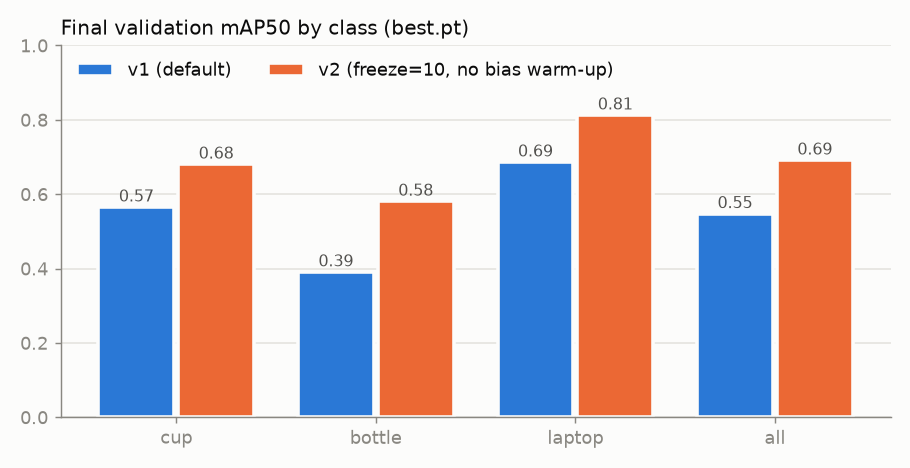 Final validation mAP50 by class (best.pt)
v1 (default)
v2 (freeze=10, no bias warm-up)
1.0
0.8
0.6
0.4
0.2
0.0
0.57
0.68
0.39
0.58
0.69
0.81
0.55
0.69
cup
bottle
laptop
all